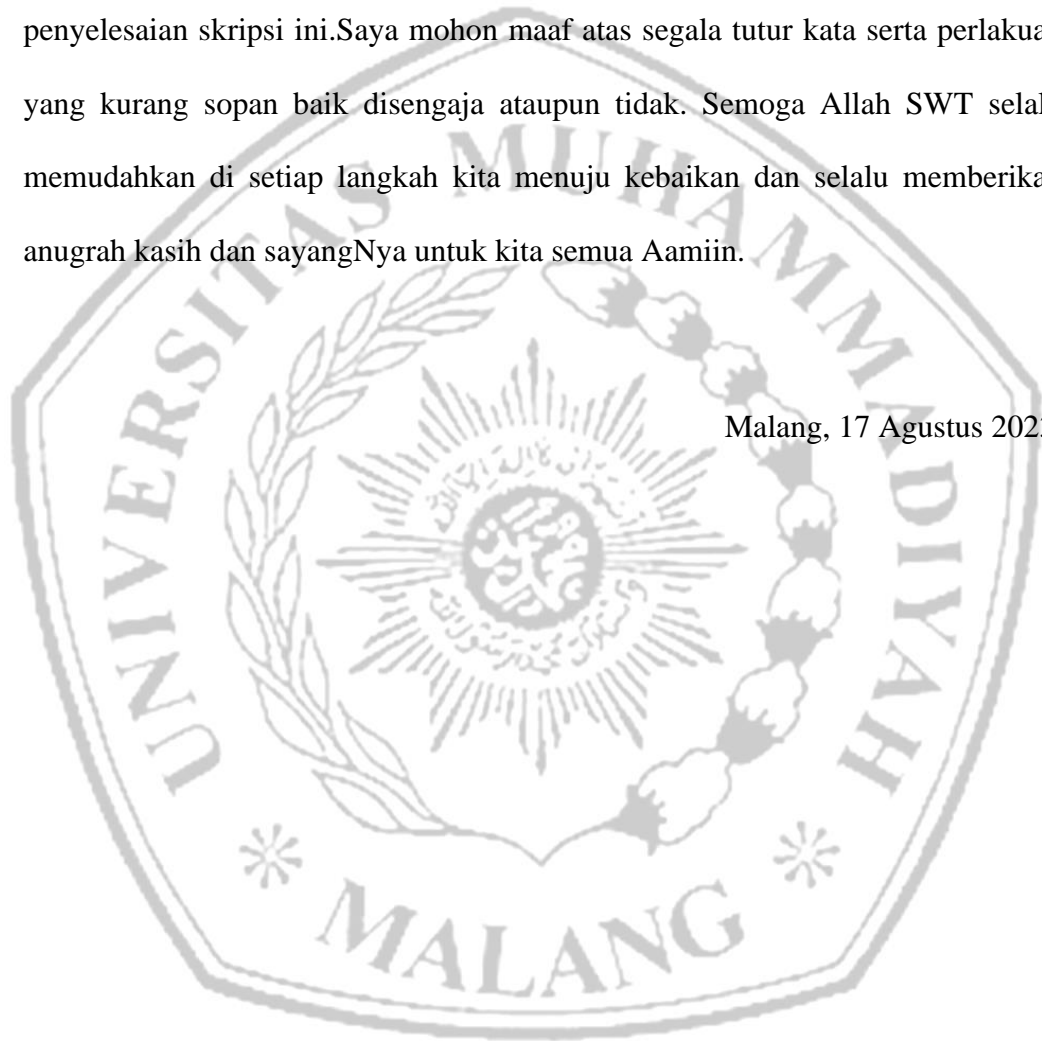 penyelesaian skripsi ini.Saya mohon maaf atas segala tutur kata serta perlakua
yang kurang sopan baik disengaja ataupun tidak. Semoga Allah SWT selal
memudahkan di setiap langkah kita menuju kebaikan dan selalu memberika
anugrah kasih dan sayangNya untuk kita semua Aamiin.
Malang, 17 Agustus 202
UNIVERSITAS MUHAMMADIYAH
MALANG